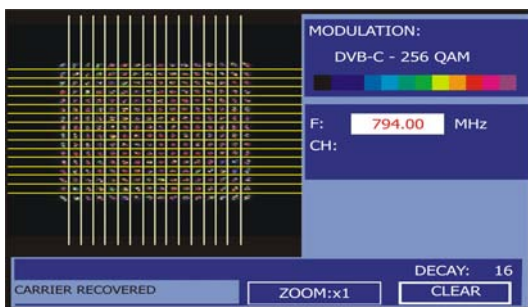 MODULATION:
DVB-C - 256 QAM
F: 794.00 MHz
CH:
DECAY: 16
CARRIER RECOVERED ZOOM:x1 CLEAR